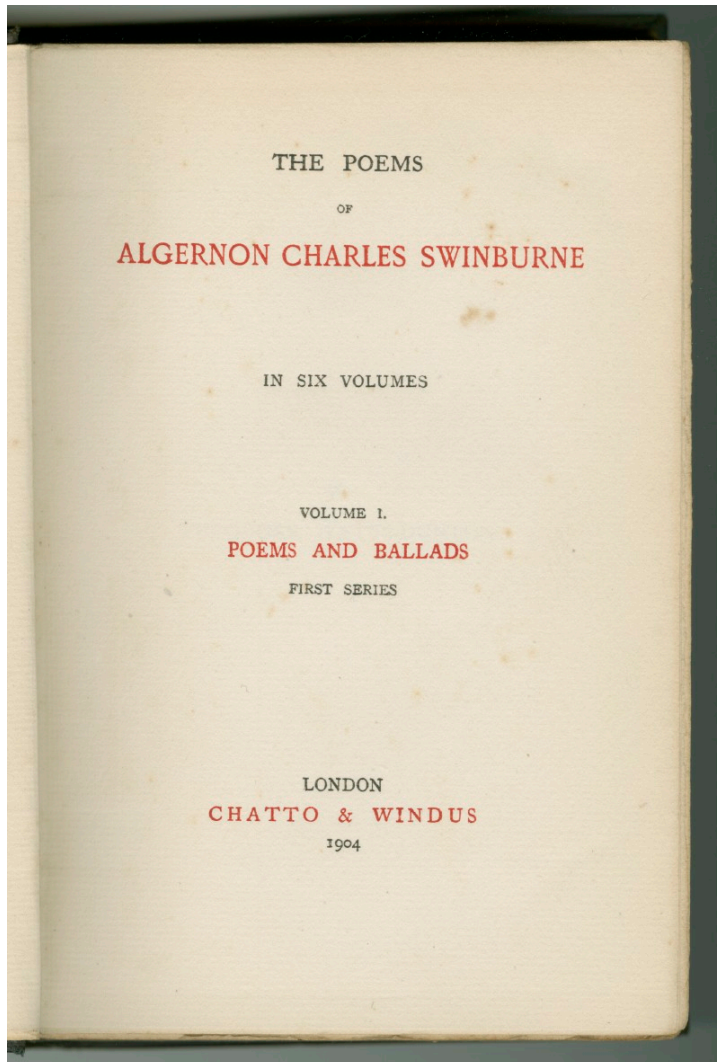 THE POEMS
OF
ALGERNON CHARLES SWINBURNE
IN SIX VOLUMES
VOLUME I.
POEMS AND BALLADS
FIRST SERIES
LONDON
CHATTO & WINDUS
1904